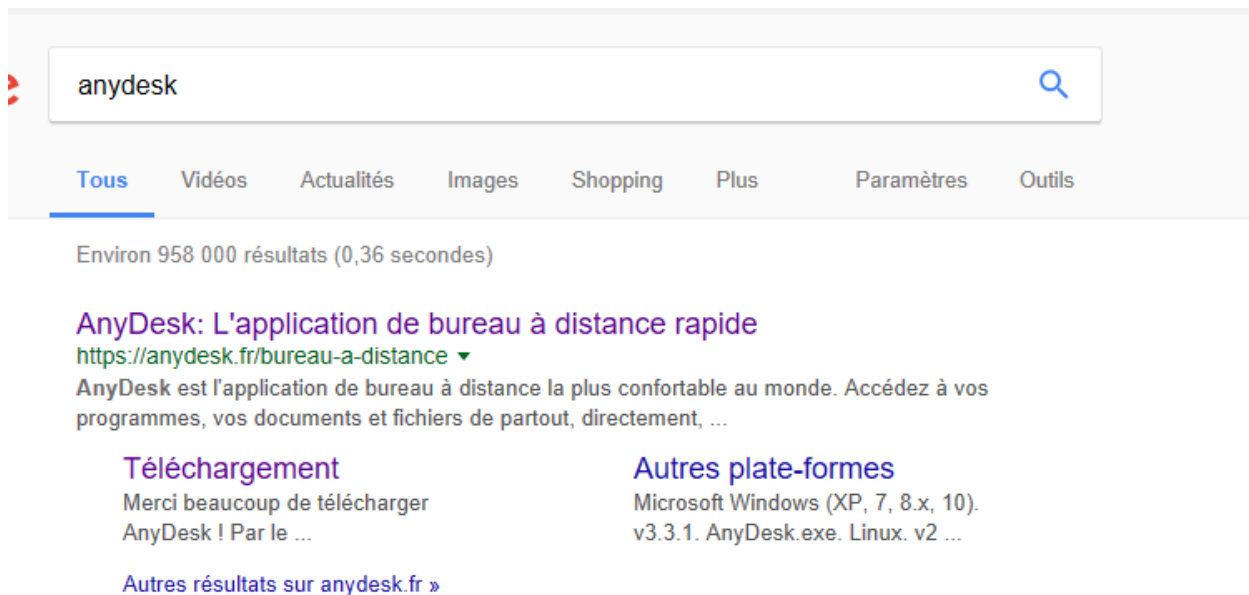 e
anydesk
Tous Vidéos Actualités Images Shopping Plus Paramètres Outils
Environ 958 000 résultats (0,36 secondes)
AnyDesk: L'application de bureau à distance rapide
https://anydesk.fr/bureau-a-distance
AnyDesk est l'application de bureau à distance la plus confortable au monde. Accédez à vos
programmes, vos documents et fichiers de partout, directement, ...
Téléchargement
Merci beaucoup de télécharger
AnyDesk ! Par le ...
Autres plate-formes
Microsoft Windows (XP, 7, 8.x, 10).
v3.3.1. AnyDesk.exe. Linux. v2 ...
Autres résultats sur anydesk.fr »